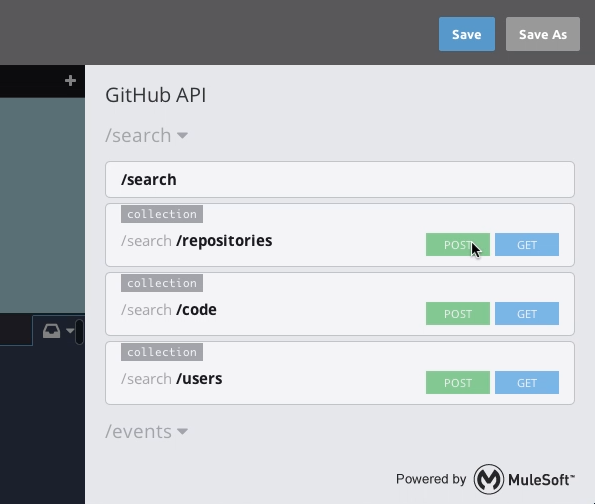 Save Save As
+
GitHub API
/search
/search
collection
/search /repositories POST GET
collection
/search /code POST GET
collection
/search /users POST GET
/events
Powered by MuleSoft™